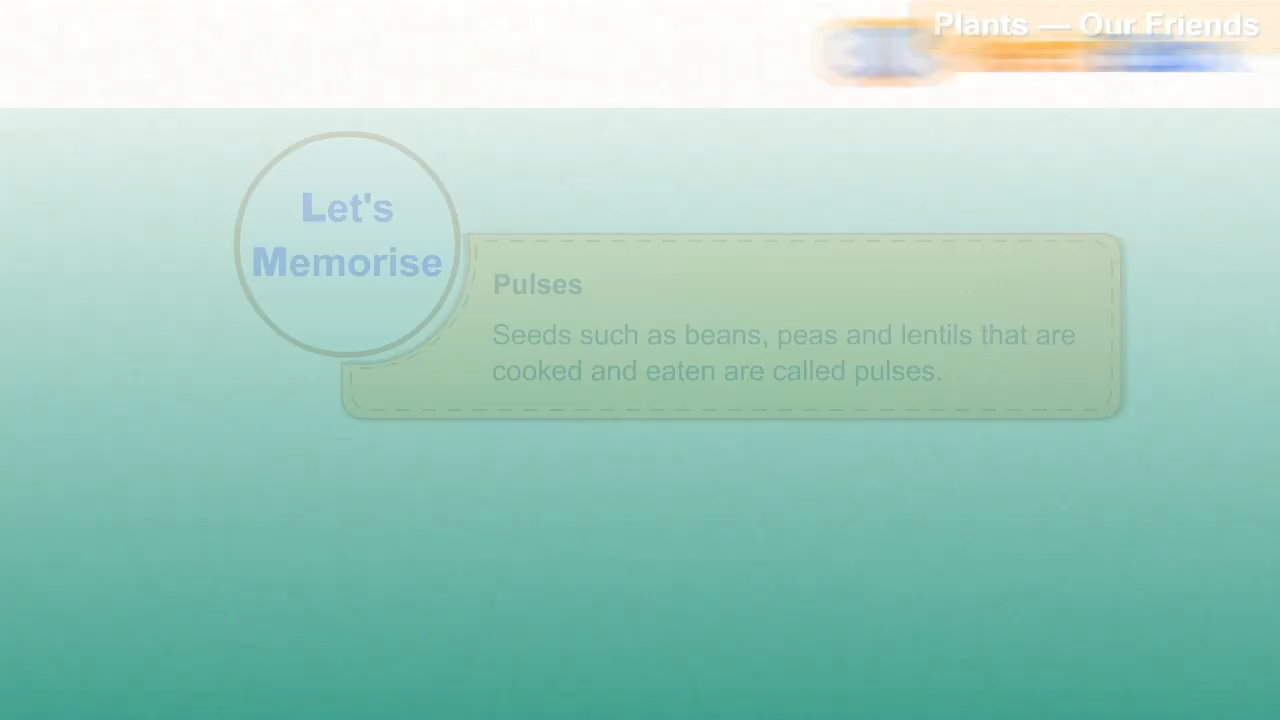 Plants — Our Friends
Let's
Memorise
Pulses
Seeds such as beans, peas and lentils that are
cooked and eaten are called pulses.